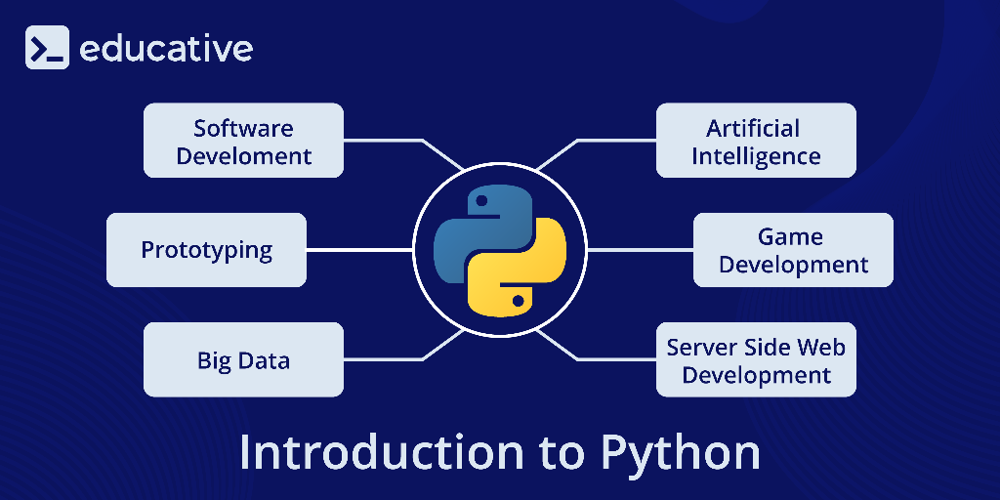 educative
Software
Develoment
Artificial
Intelligence
Prototyping
Game
Development
Big Data
Server Side Web
Development
Introduction to Python